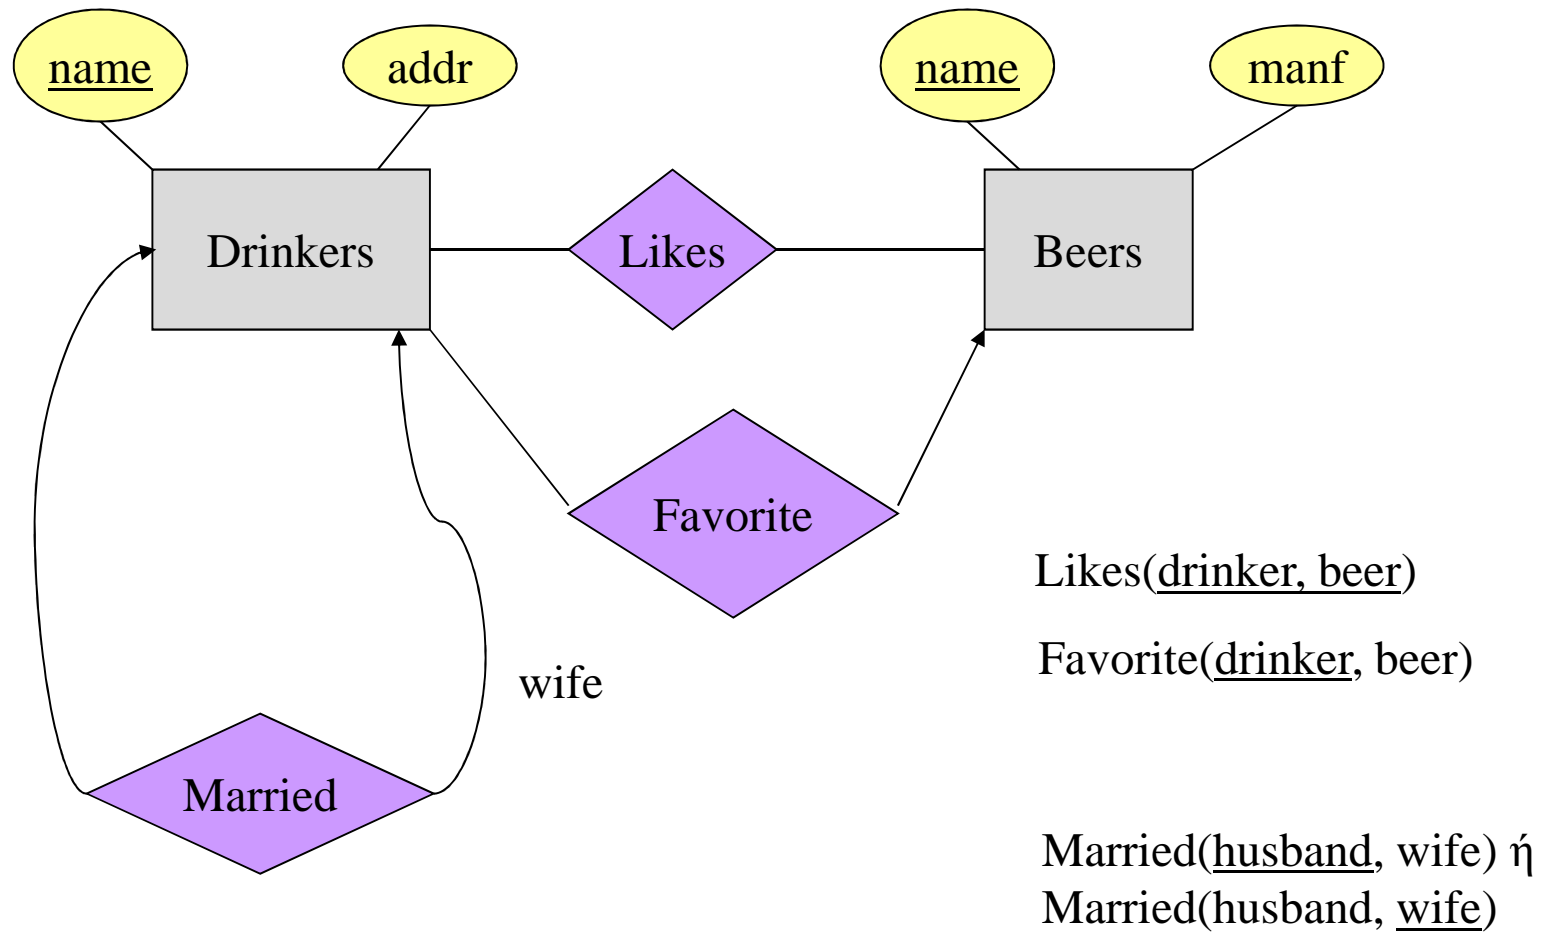 name
addr
name
manf
Drinkers
Likes
Beers
Favorite
Likes(drinker, beer)
Favorite(drinker, beer)
wife
Married
Married(husband, wife) ή
Married(husband, wife)